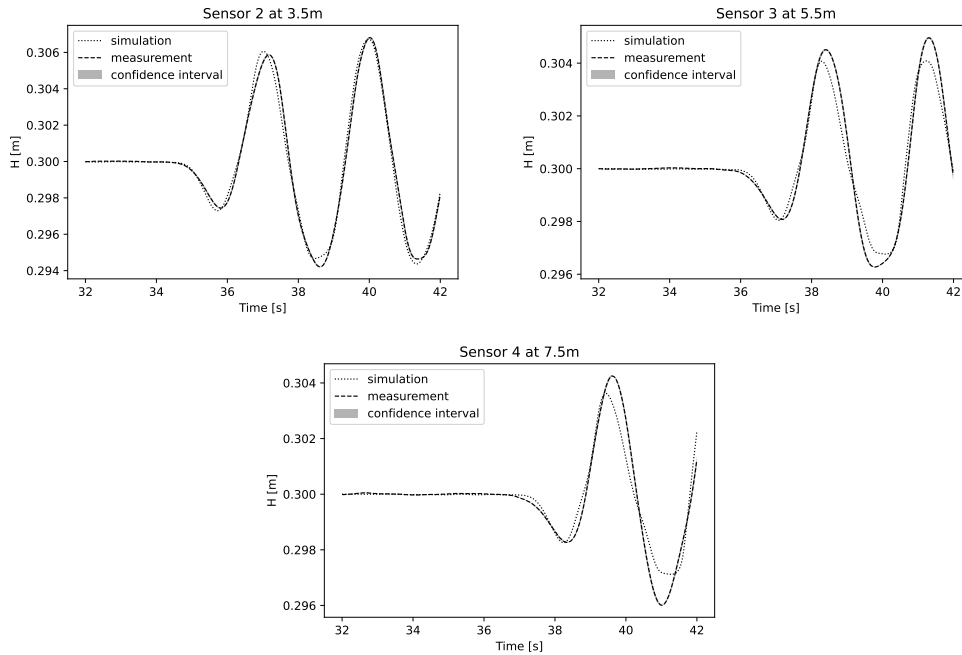 Sensor 2 at 3.5m
simulation
measurement
confidence interval
0.306
0.304
0.302
0.300
0.298
0.296
0.294
H [m]
32 34 36 38 40 42
Time [s]
Sensor 3 at 5.5m
simulation
measurement
confidence interval
0.304
0.302
0.300
0.298
0.296
H [m]
32 34 36 38 40 42
Time [s]
Sensor 4 at 7.5m
simulation
measurement
confidence interval
0.304
0.302
0.300
0.298
0.296
H [m]
32 34 36 38 40 42
Time [s]